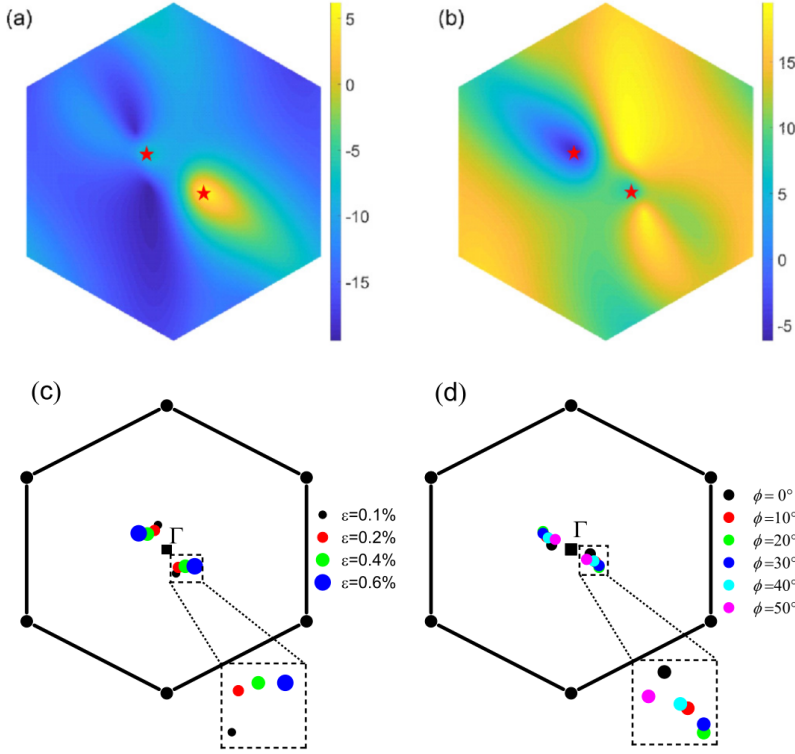 (a)
5
0
-5
-10
-15
(b)
15
10
5
0
-5
(c)
Γ
ε=0.1%
ε=0.2%
ε=0.4%
ε=0.6%
(d)
Γ
ϕ=0°
ϕ=10°
ϕ=20°
ϕ=30°
ϕ=40°
ϕ=50°